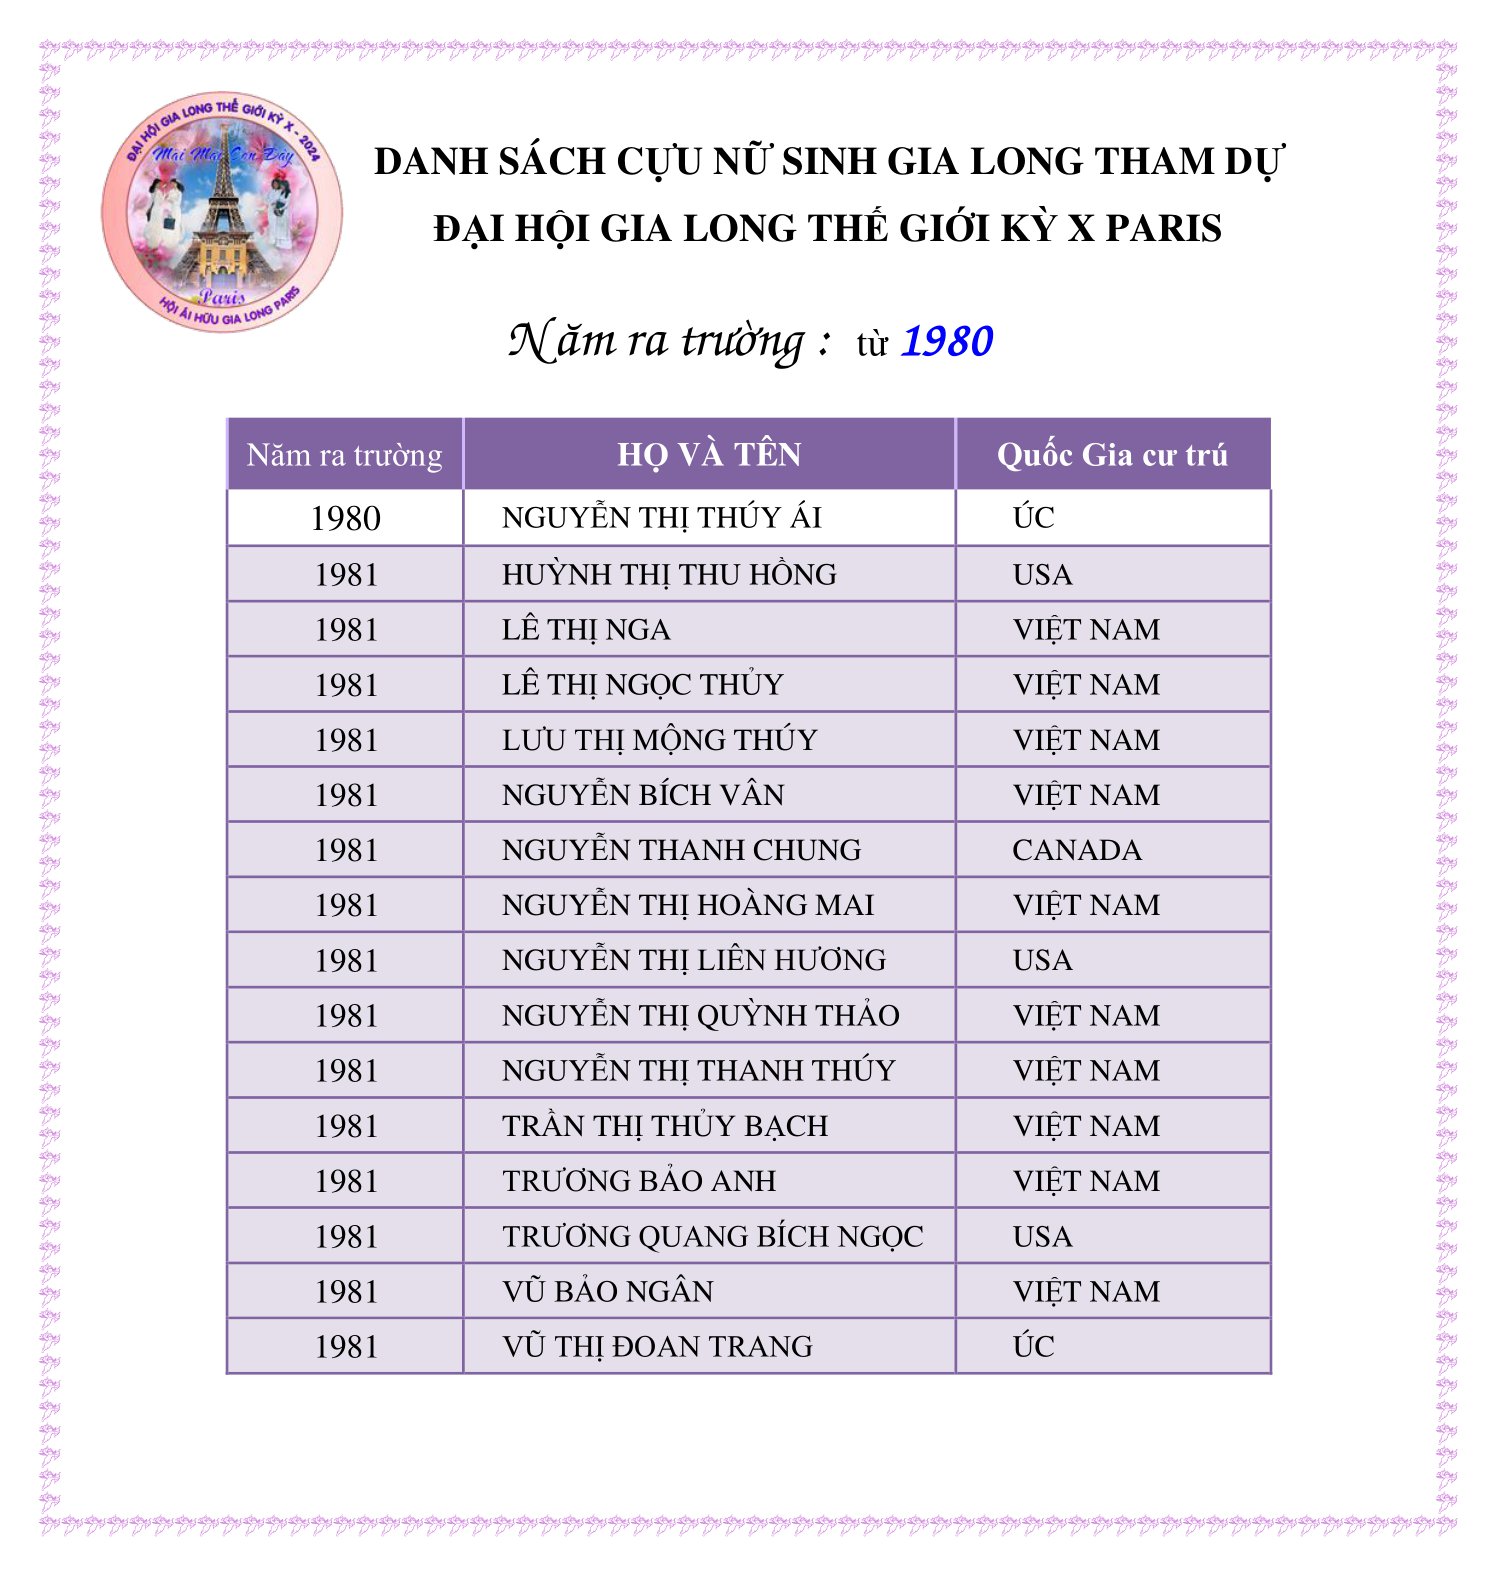 ĐẠI HỘI GIA LONG THẾ GIỚI KỲ X - 2024
Mãi Mãi Còn Đây
Paris
HỘI ÁI HỮU GIA LONG PARIS
DANH SÁCH CỰU NỮ SINH GIA LONG THAM DỰ
ĐẠI HỘI GIA LONG THẾ GIỚI KỲ X PARIS
Năm ra trường : từ 1980
Năm ra trường HỌ VÀ TÊN Quốc Gia cư trú
1980 NGUYỄN THỊ THÚY ÁI ÚC
1981 HUỲNH THỊ THU HỒNG USA
1981 LÊ THỊ NGA VIỆT NAM
1981 LÊ THỊ NGỌC THỦY VIỆT NAM
1981 LƯU THỊ MỘNG THÚY VIỆT NAM
1981 NGUYỄN BÍCH VÂN VIỆT NAM
1981 NGUYỄN THANH CHUNG CANADA
1981 NGUYỄN THỊ HOÀNG MAI VIỆT NAM
1981 NGUYỄN THỊ LIÊN HƯƠNG USA
1981 NGUYỄN THỊ QUỲNH THẢO VIỆT NAM
1981 NGUYỄN THỊ THANH THÚY VIỆT NAM
1981 TRẦN THỊ THỦY BẠCH VIỆT NAM
1981 TRƯƠNG BẢO ANH VIỆT NAM
1981 TRƯƠNG QUANG BÍCH NGỌC USA
1981 VŨ BẢO NGÂN VIỆT NAM
1981 VŨ THỊ ĐOAN TRANG ÚC